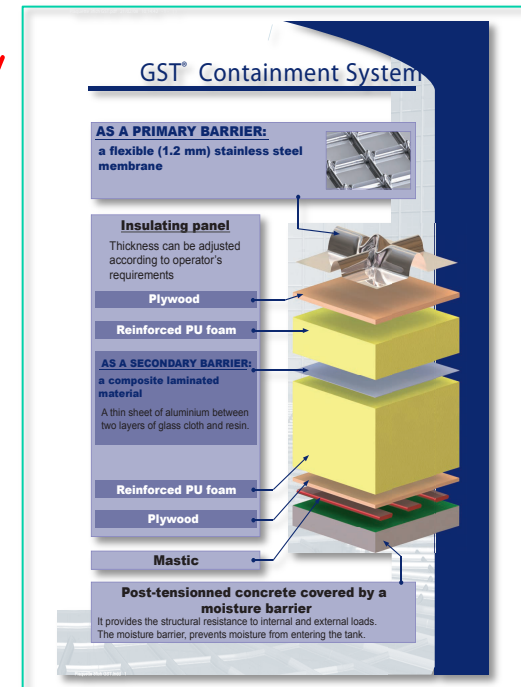 GST® Containment System
AS A PRIMARY BARRIER:
a flexible (1.2 mm) stainless steel
membrane
Insulating panel
Thickness can be adjusted
according to operator's
requirements
Plywood
Reinforced PU foam
AS A SECONDARY BARRIER:
a composite laminated
material
A thin sheet of aluminium between
two layers of glass cloth and resin.
Reinforced PU foam
Plywood
Mastic
Post-tensionned concrete covered by a
moisture barrier
It provides the structural resistance to internal and external loads.
The moisture barrier, prevents moisture from entering the tank.